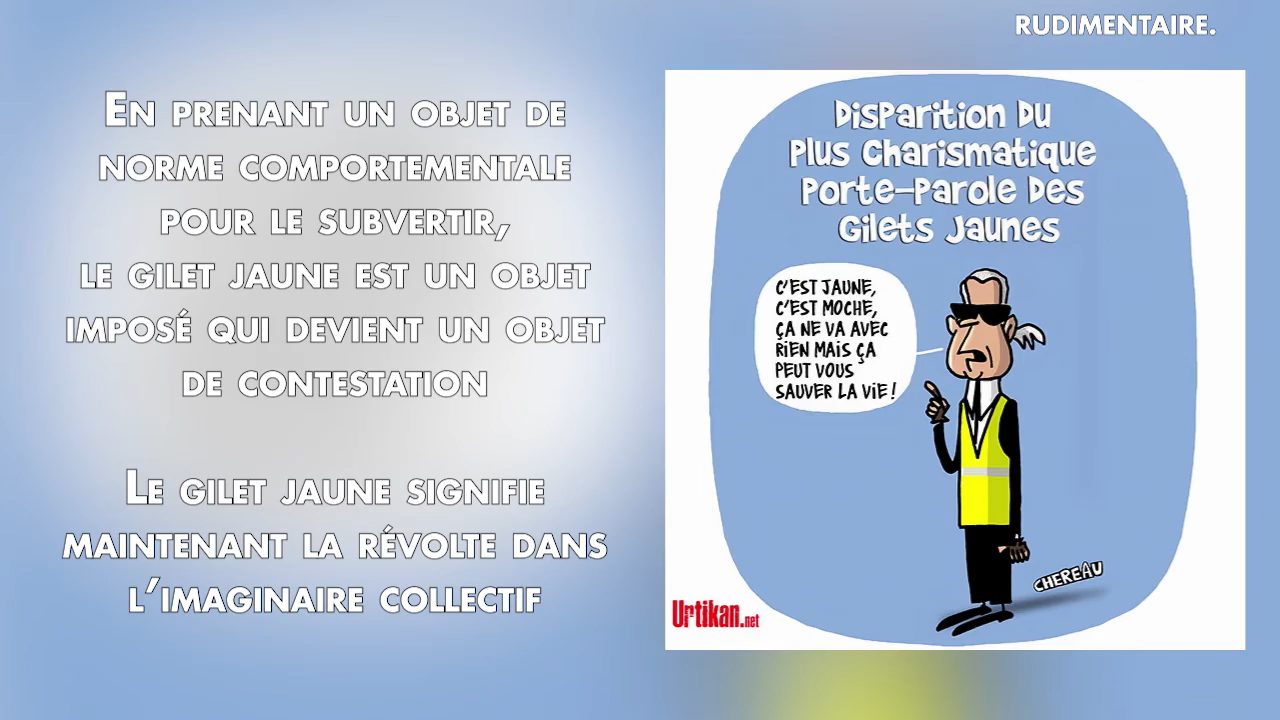 RUDIMENTAIRE.
EN PRENANT UN OBJET DE
NORME COMPORTEMENTALE
POUR LE SUBVERTIR,
LE GILET JAUNE EST UN OBJET
IMPOSÉ QUI DEVIENT UN OBJET
DE CONTESTATION
LE GILET JAUNE SIGNIFIE
MAINTENANT LA RÉVOLTE DANS
L'IMAGINAIRE COLLECTIF
Disparition Du
Plus Charismatique
Porte-Parole Des
Gilets Jaunes
C'EST JAUNE,
C'EST MOCHE,
ÇA NE VA AVEC
RIEN MAIS ÇA
PEUT VOUS
SAUVER LA VIE!
CHEREAU
Urtikan.net